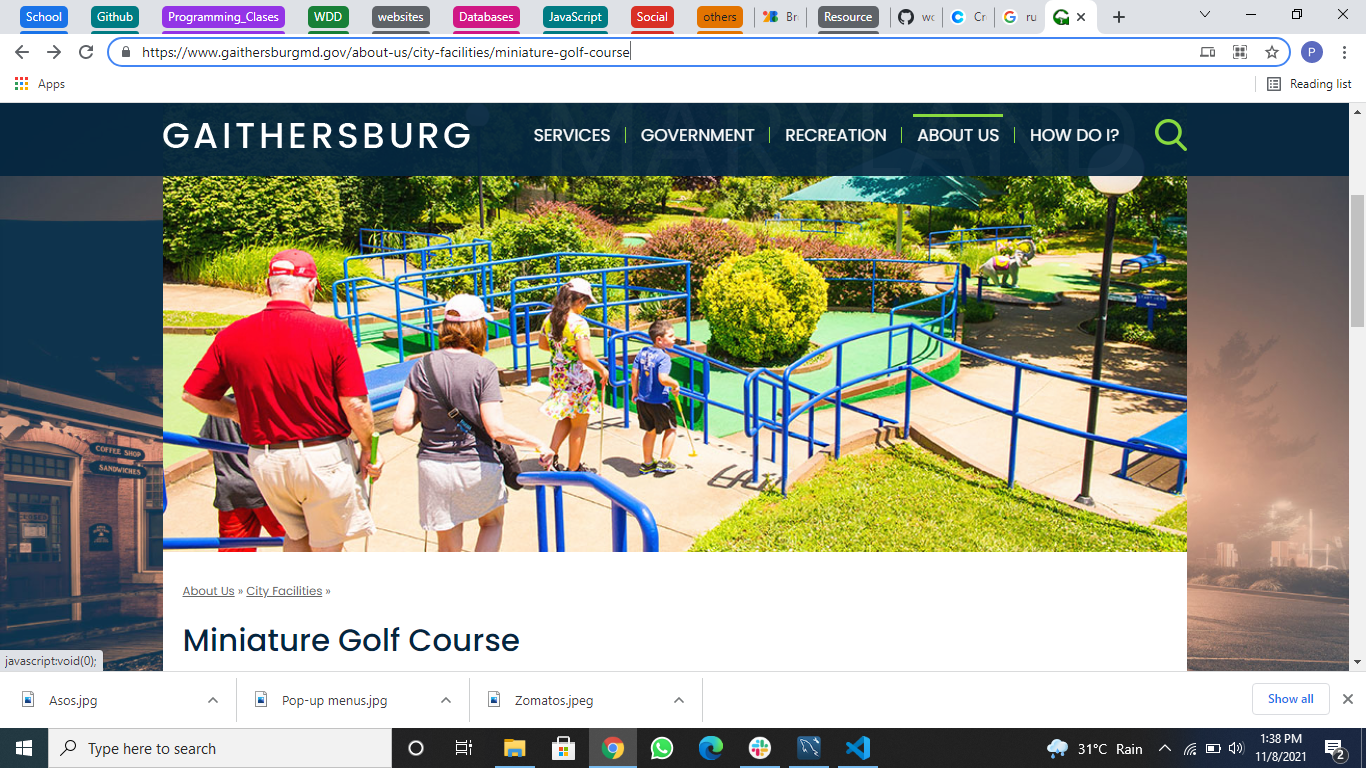 School Github Programming_Clases WDD websites Databases JavaScript Social others Br Resource wc Cr ru
https://www.gaithersburgmd.gov/about-us/city-facilities/miniature-golf-course P
Apps Reading list
MARYLAND
GAITHERSBURG SERVICES GOVERNMENT RECREATION ABOUT US HOW DO I?
START HERE
COFFEE SHOP
SANDWICHES
About Us » City Facilities »
Miniature Golf Course
javascript:void(0);
Asos.jpg Pop-up menus.jpg Zomatos.jpeg Show all
Type here to search 31°C Rain 1:38 PM
11/8/2021 2